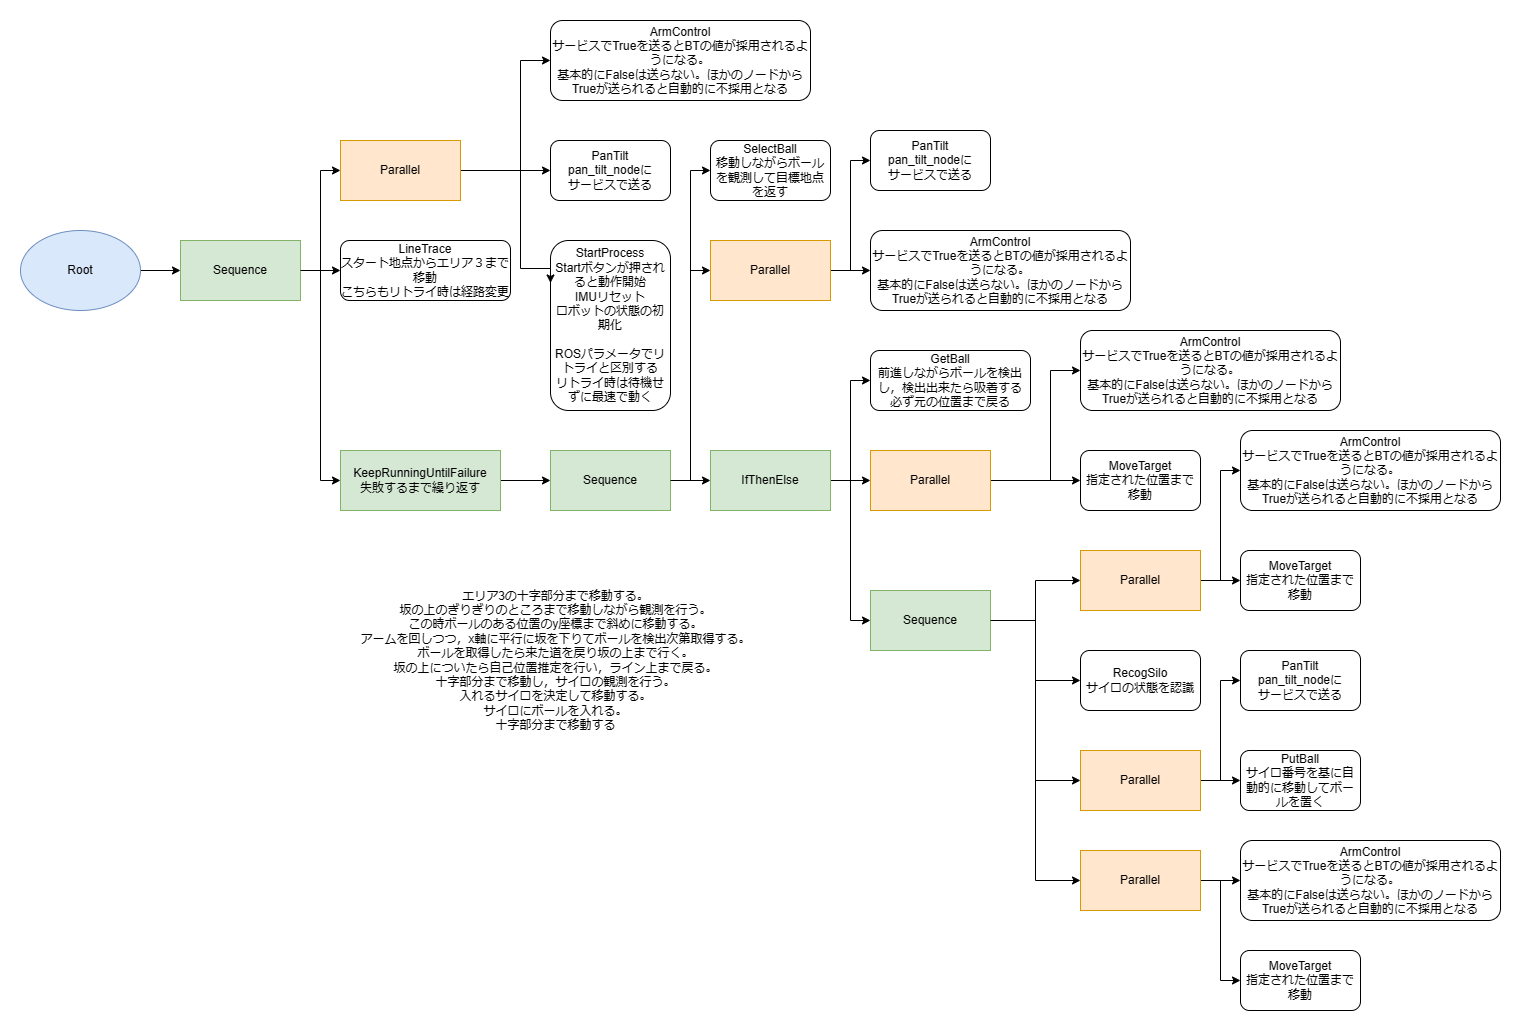 ArmControl
サービスでTrueを送るとBTの値が採用されるよ
うになる。
基本的にFalseは送らない。ほかのノードから
Trueが送られると自動的に不採用となる
Parallel
PanTilt
pan_tilt_nodeに
サービスで送る
SelectBall
移動しながらボール
を観測して目標地点
を返す
PanTilt
pan_tilt_nodeに
サービスで送る
Root
Sequence
LineTrace
スタート地点からエリア３まで
移動
こちらもリトライ時は経路変更
StartProcess
Startボタンが押され
ると動作開始
IMUリセット
ロボットの状態の初
期化
ROSパラメータでリ
トライと区別する
リトライ時は待機せ
ずに最速で動く
Parallel
ArmControl
サービスでTrueを送るとBTの値が採用されるよ
うになる。
基本的にFalseは送らない。ほかのノードから
Trueが送られると自動的に不採用となる
GetBall
前進しながらボールを検出
し，検出出来たら吸着する
必ず元の位置まで戻る
ArmControl
サービスでTrueを送るとBTの値が採用されるよ
うになる。
基本的にFalseは送らない。ほかのノードから
Trueが送られると自動的に不採用となる
KeepRunningUntilFailure
失敗するまで繰り返す
Sequence
IfThenElse
Parallel
MoveTarget
指定された位置まで
移動
ArmControl
サービスでTrueを送るとBTの値が採用されるよ
うになる。
基本的にFalseは送らない。ほかのノードから
Trueが送られると自動的に不採用となる
Parallel
MoveTarget
指定された位置まで
移動
エリア3の十字部分まで移動する。
坂の上のぎりぎりのところまで移動しながら観測を行う。
この時ボールのある位置のy座標まで斜めに移動する。
アームを回しつつ，x軸に平行に坂を下りてボールを検出次第取得する。
ボールを取得したら来た道を戻り坂の上まで行く。
坂の上についたら自己位置推定を行い，ライン上まで戻る。
十字部分まで移動し，サイロの観測を行う。
入れるサイロを決定して移動する。
サイロにボールを入れる。
十字部分まで移動する
Sequence
RecogSilo
サイロの状態を認識
PanTilt
pan_tilt_nodeに
サービスで送る
Parallel
PutBall
サイロ番号を基に自
動的に移動してボー
ルを置く
Parallel
ArmControl
サービスでTrueを送るとBTの値が採用されるよ
うになる。
基本的にFalseは送らない。ほかのノードから
Trueが送られると自動的に不採用となる
MoveTarget
指定された位置まで
移動